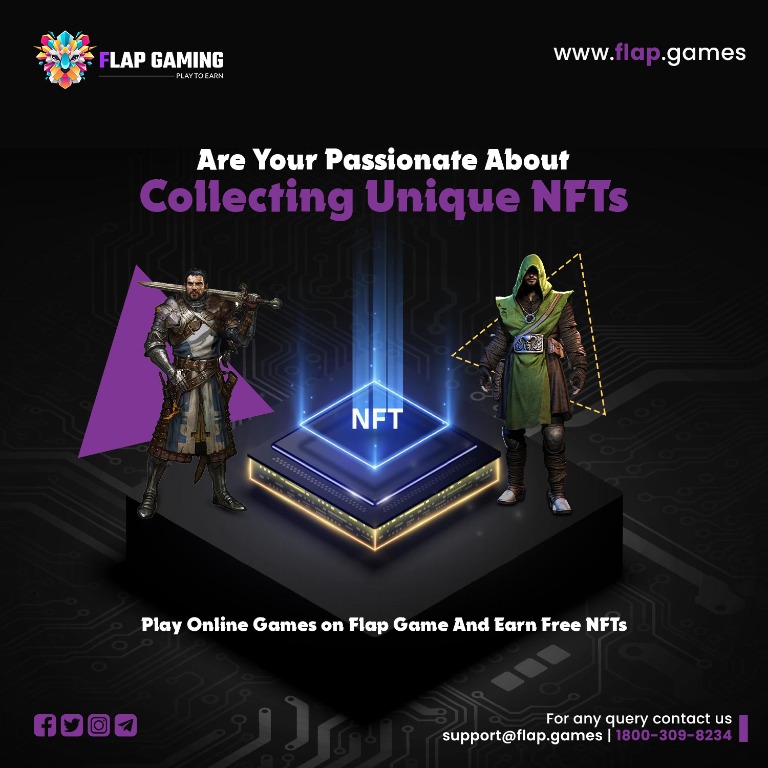 FLAP GAMING
PLAY TO EARN
www.flap.games
Are Your Passionate About
Collecting Unique NFTs
NFT
Play Online Games on Flap Game And Earn Free NFTs
For any query contact us
support@flap.games | 1800-309-8234